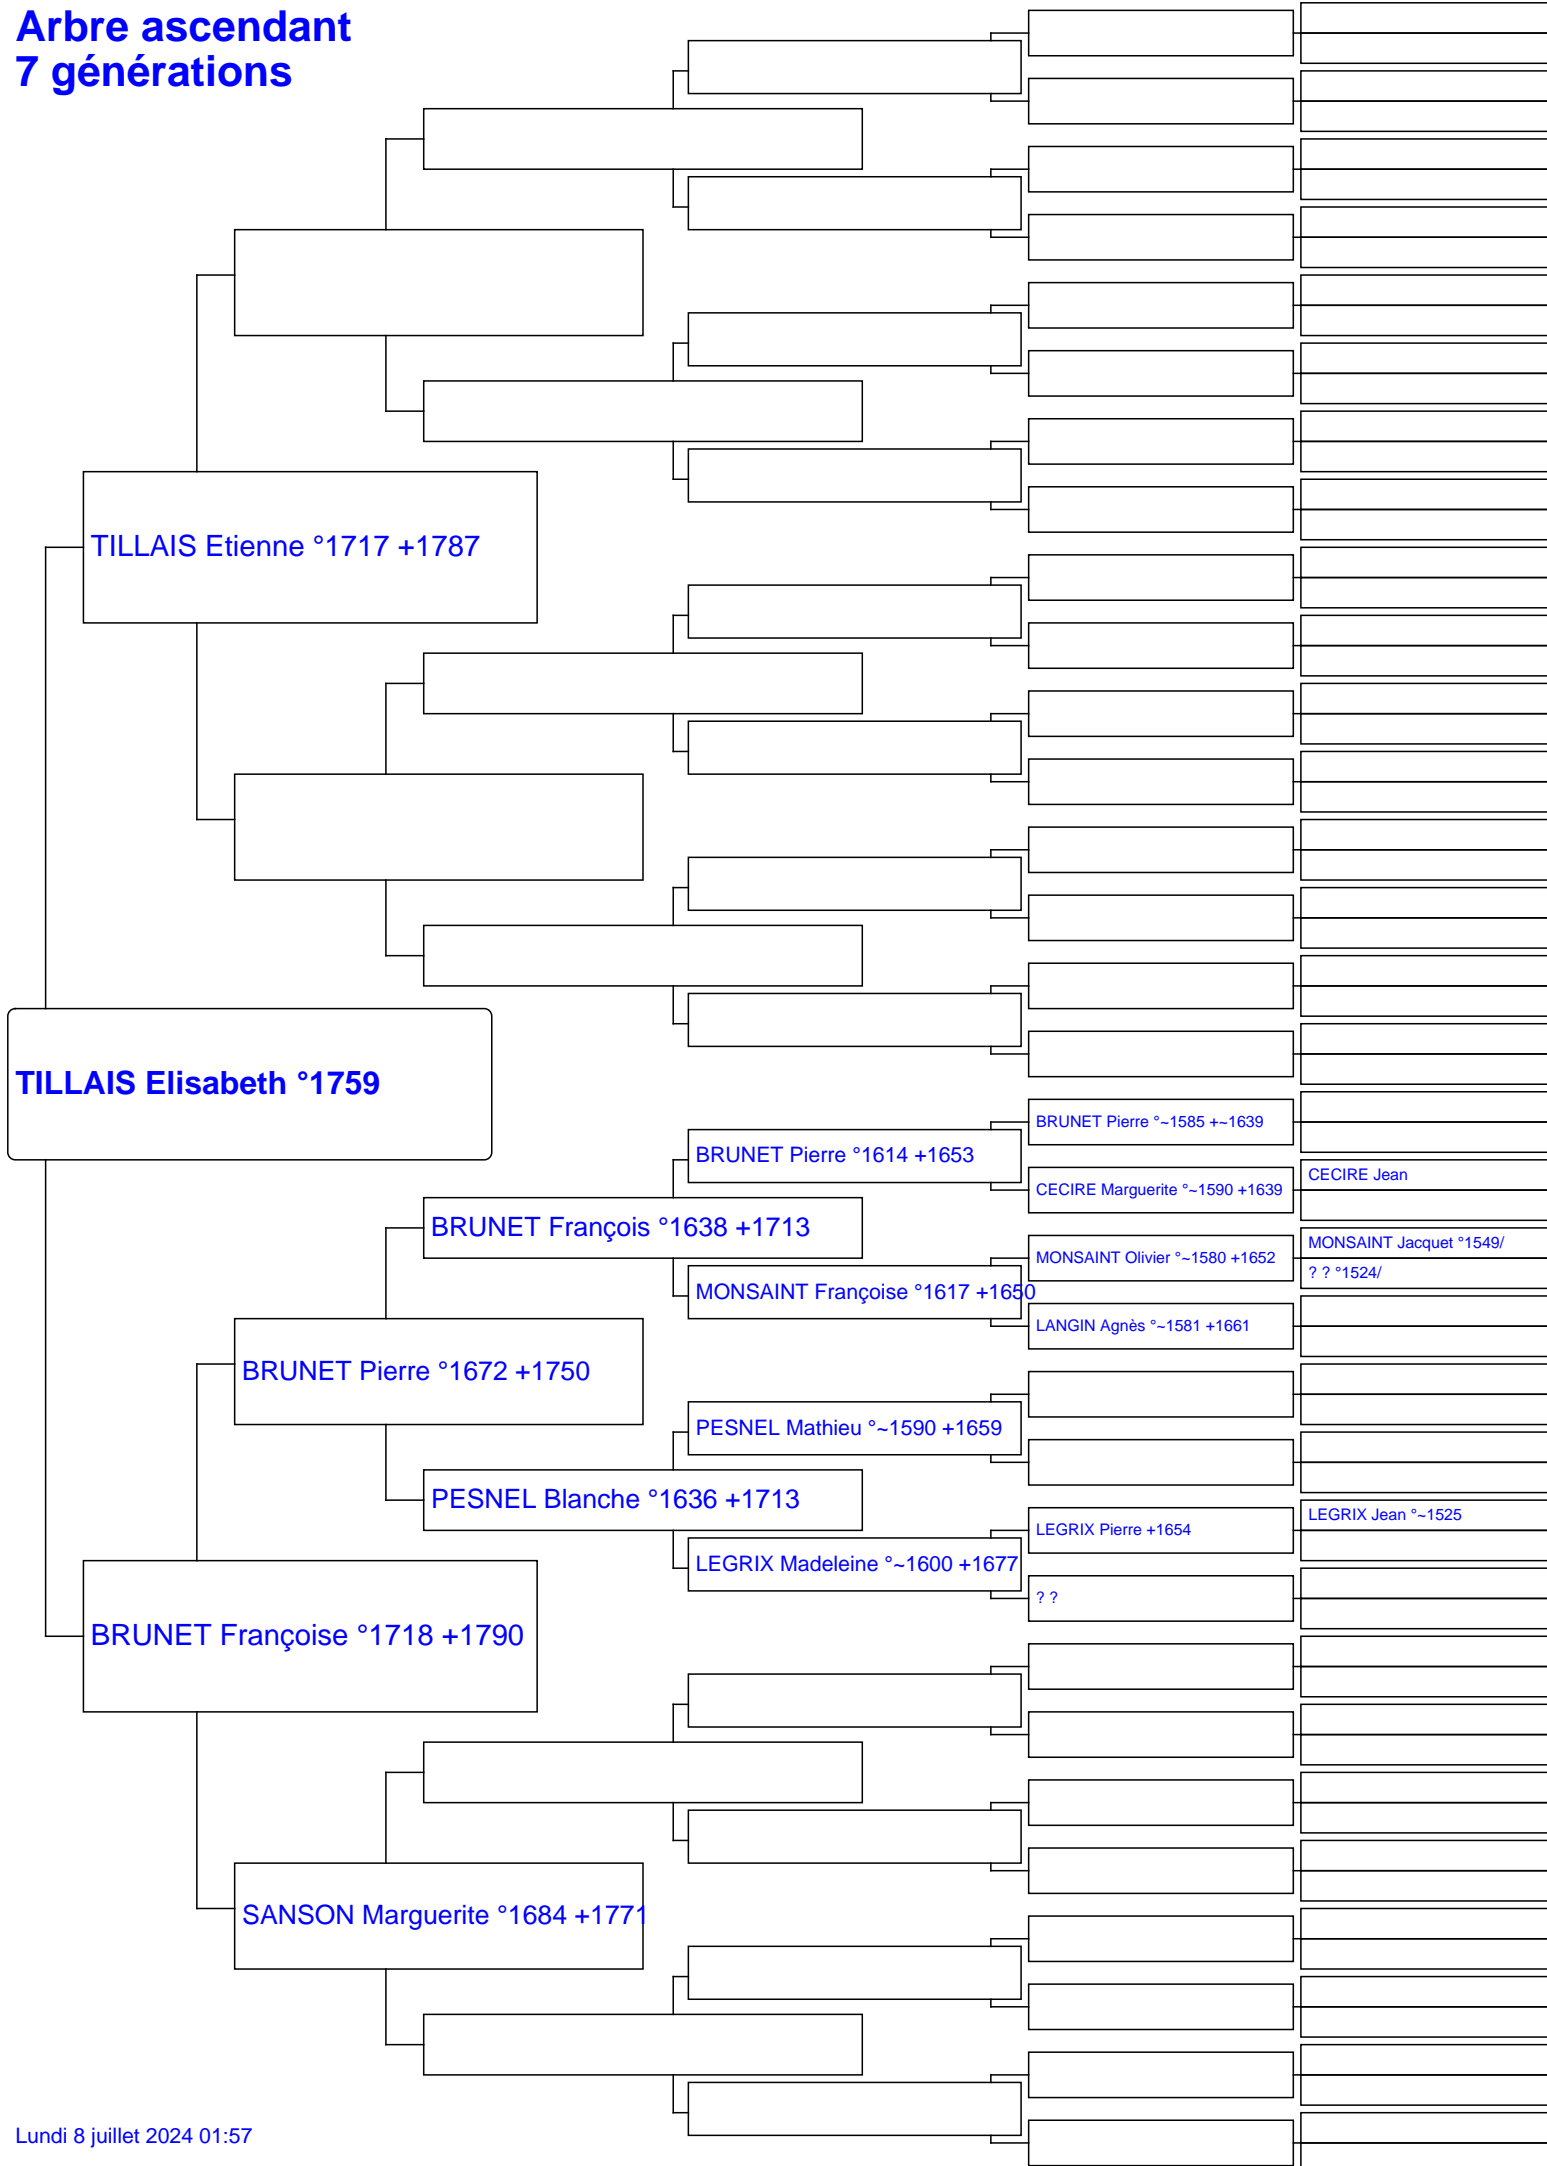 Arbre ascendant
7 générations
TILLAIS Etienne °1717 +1787
TILLAIS Elisabeth °1759
BRUNET Pierre °~1585 +~1639
BRUNET Pierre °1614 +1653
CECIRE Jean
CECIRE Marguerite °~1590 +1639
BRUNET François °1638 +1713
MONSAINT Jacquet °1549/
MONSAINT Olivier °~1580 +1652
? ? °1524/
MONSAINT Françoise °1617 +1650
LANGIN Agnès °~1581 +1661
BRUNET Pierre °1672 +1750
PESNEL Mathieu °~1590 +1659
PESNEL Blanche °1636 +1713
LEGRIX Jean °~1525
LEGRIX Pierre +1654
LEGRIX Madeleine °~1600 +1677
? ?
BRUNET Françoise °1718 +1790
SANSON Marguerite °1684 +1771
Lundi 8 juillet 2024 01:57